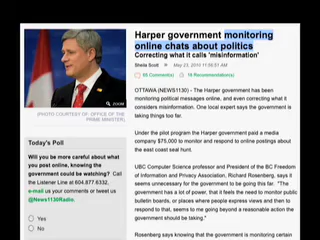 Harper government monitoring
online chats about politics
Correcting what it calls 'misinformation'
Sheila Scott May 23, 2010 11:56:51 AM
68 Comment(s) 16 Recommendation(s)
OTTAWA (NEWS1130) - The Harper government has been
monitoring political messages online, and even correcting what it
considers misinformation. One local expert says the government is
taking things too far.
Under the pilot program the Harper government paid a media
company $75,000 to monitor and respond to online postings about
the east coast seal hunt.
UBC Computer science professor and President of the BC Freedom
of Information and Privacy Association, Richard Rosenberg, says it
seems unnecessary for the government to be going this far. "The
government has a lot of power, that it feels the need to monitor public
bulletin boards, or places where people express views and then to
respond to that, seems to me going beyond a reasonable action the
government should be taking."
Rosenberg says knowing that the government is monitoring certain
ZOOM
(PHOTO COURTESY OF: OFFICE OF THE
PRIME MINISTER)
Today's Poll
Will you be more careful about what
you post online, knowing the
government could be watching? Call
the Listener Line at 604.877.6332,
e-mail us your comments or tweet us
@News1130Radio.
Yes
No